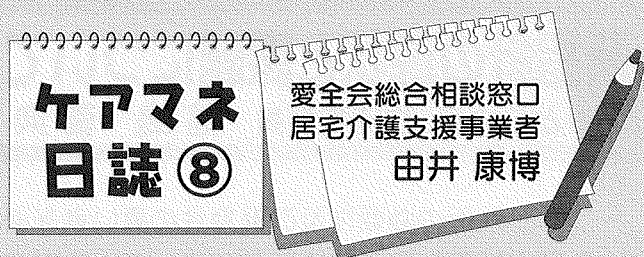 ケアマネ
日誌⑧
愛全会総合相談窓口
居宅介護支援事業者
由井 康博